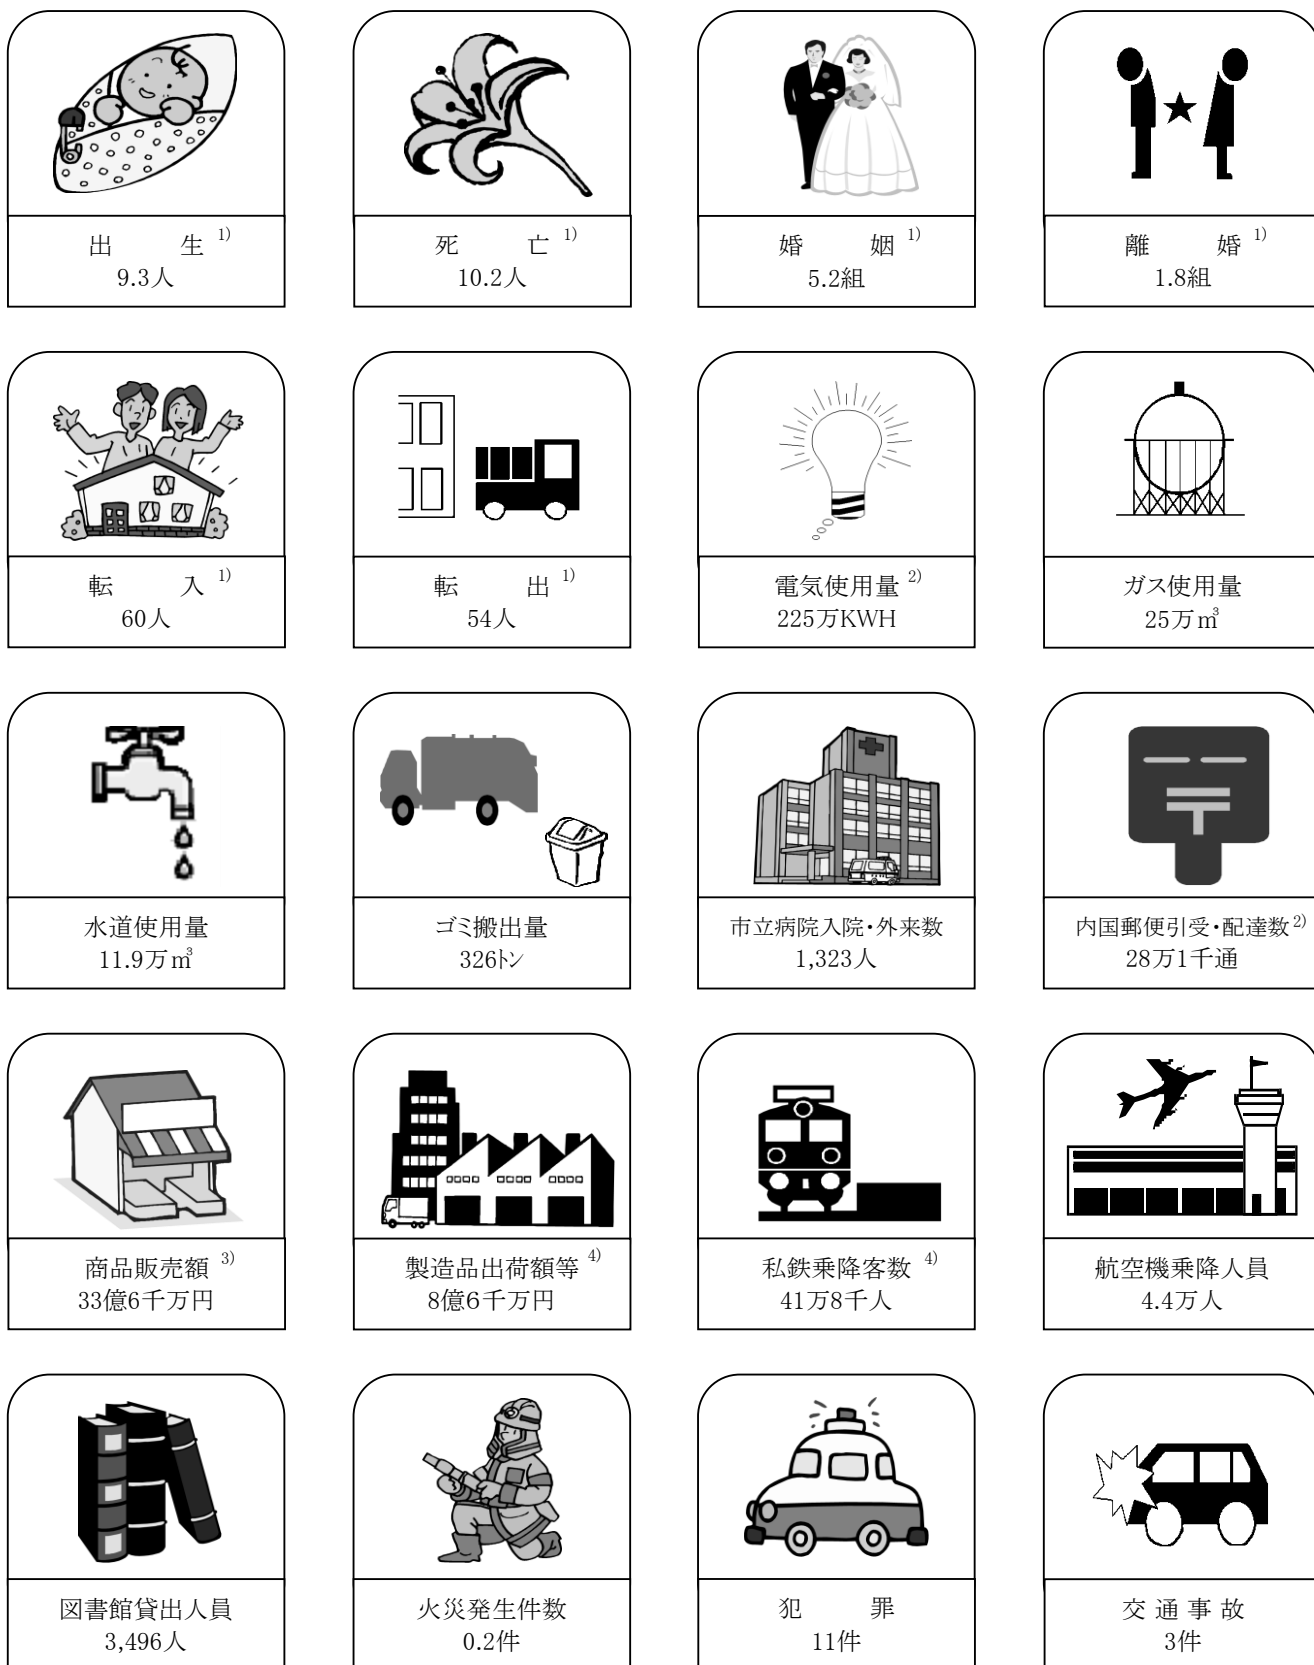 出 生 1)
9.3人
死 亡 1)
10.2人
婚 姻 1)
5.2組
離 婚 1)
1.8組
転 入 1)
60人
転 出 1)
54人
電気使用量 2)
225万KWH
ガス使用量
25万㎥
水道使用量
11.9万㎥
ゴミ搬出量
326㌧
市立病院入院・外来数
1,323人
内国郵便引受・配達数 2)
28万1千通
商品販売額 3)
33億6千万円
製造品出荷額等 4)
8億6千万円
私鉄乗降客数 4)
41万8千人
航空機乗降人員
4.4万人
図書館貸出人員
3,496人
火災発生件数
0.2件
犯 罪
11件
交 通 事 故
3件